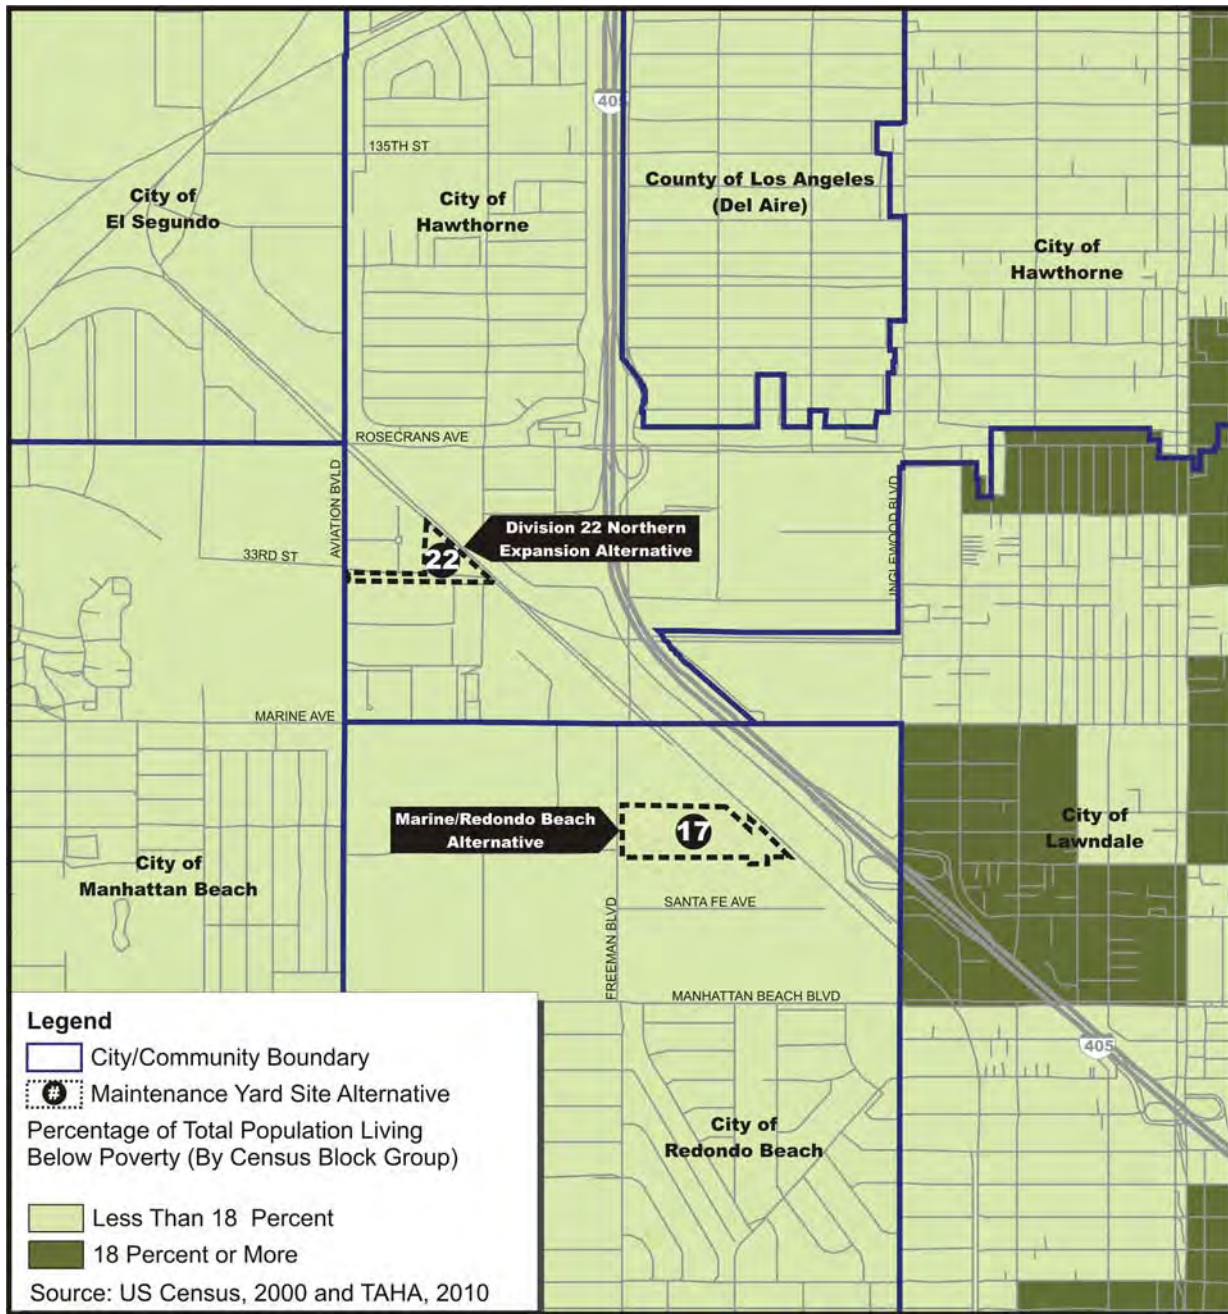 405
135TH ST
City of
El Segundo
City of
Hawthorne
County of Los Angeles
(Del Aire)
City of
Hawthorne
ROSECRANS AVE
AVIATION BVLD
33RD ST
22
Division 22 Northern
Expansion Alternative
INGLEWOOD BLVD
MARINE AVE
Marine/Redondo Beach
Alternative
17
City of
Lawndale
City of
Manhattan Beach
SANTA FE AVE
FREEMAN BLVD
MANHATTAN BEACH BLVD
405
City of
Redondo Beach
Legend
City/Community Boundary
# Maintenance Yard Site Alternative
Percentage of Total Population Living
Below Poverty (By Census Block Group)
Less Than 18 Percent
18 Percent or More
Source: US Census, 2000 and TAHA, 2010